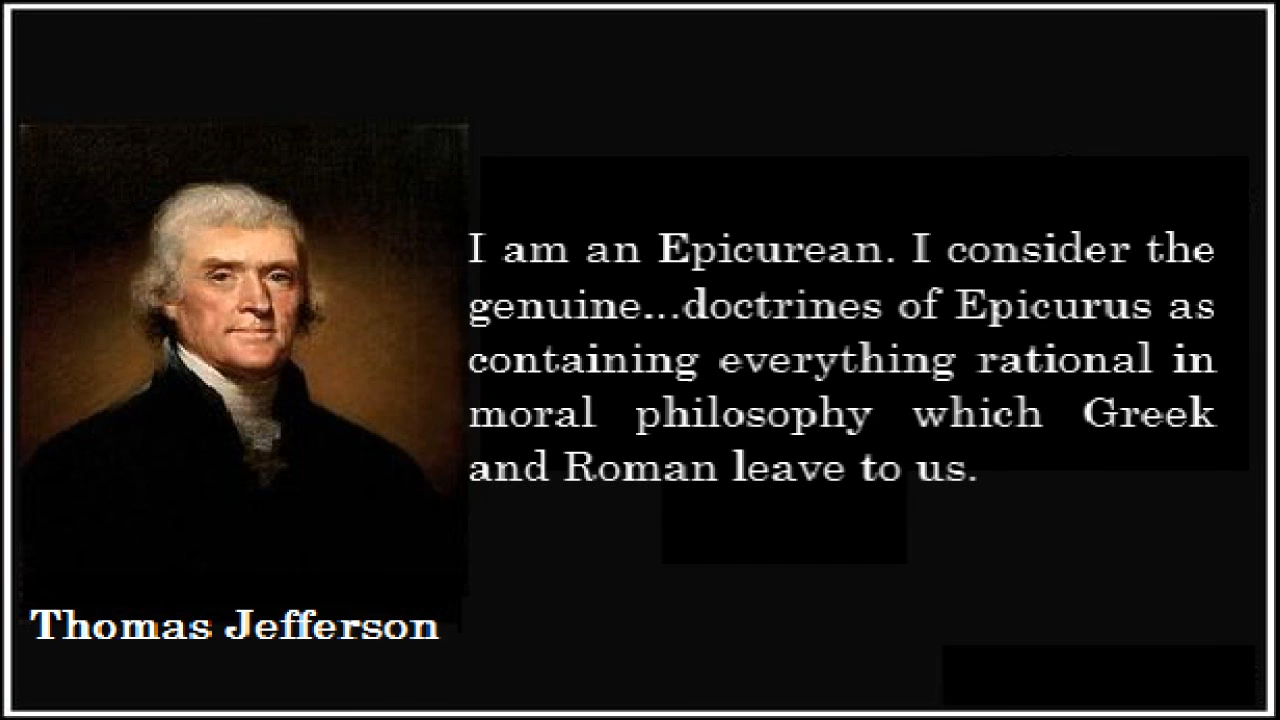 I am an Epicurean. I consider the
genuine...doctrines of Epicurus as
containing everything rational in
moral philosophy which Greek
and Roman leave to us.
Thomas Jefferson